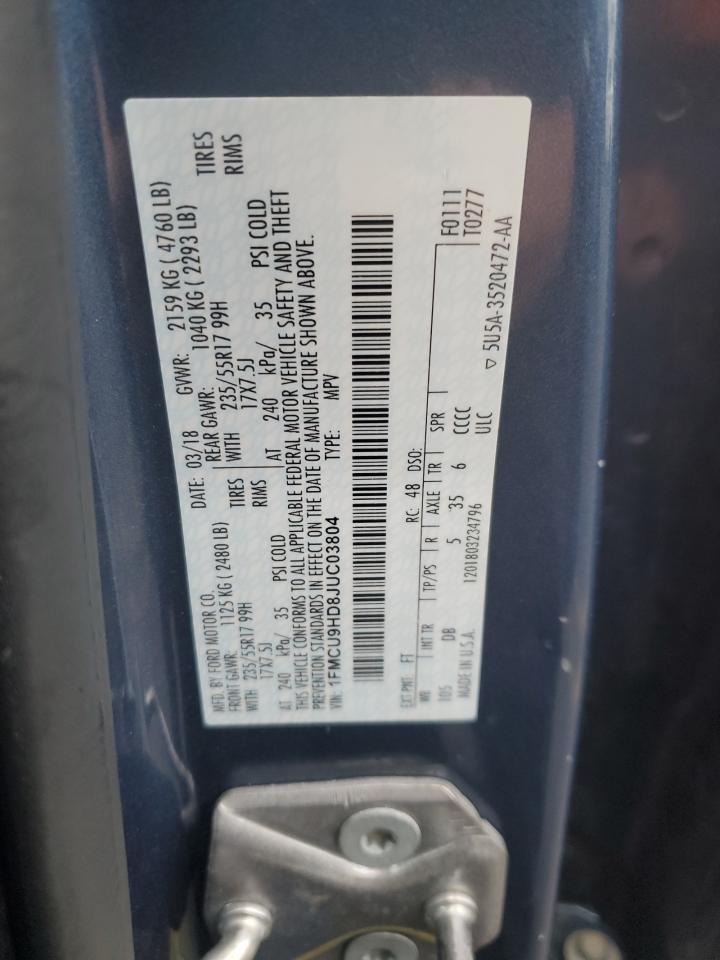 MFD. BY FORD MOTOR CO.
DATE: 03/18 GVWR: 2159 KG ( 4760 LB)
FRONT GAWR: 1125 KG ( 2480 LB) REAR GAWR: 1040 KG ( 2293 LB)
WITH 235/55R17 99H TIRES WITH 235/55R17 99H TIRES
17X7.5J RIMS 17X7.5J RIMS
AT 240 kPa/ 35 PSI COLD AT 240 kPa/ 35 PSI COLD
THIS VEHICLE CONFORMS TO ALL APPLICABLE FEDERAL MOTOR VEHICLE SAFETY AND THEFT
PREVENTION STANDARDS IN EFFECT ON THE DATE OF MANUFACTURE SHOWN ABOVE.
VIN: 1FMCU9HD8JUC03804 TYPE: MPV
EXT PNT: FT RC: 48 DSO: F0111
WB INT TR TP/PS R AXLE TR SPR T0277
105 DB 5 35 6 CCCC
MADE IN U.S.A. 1201803234796 ULC
▽ 5U5A-3520472-AA